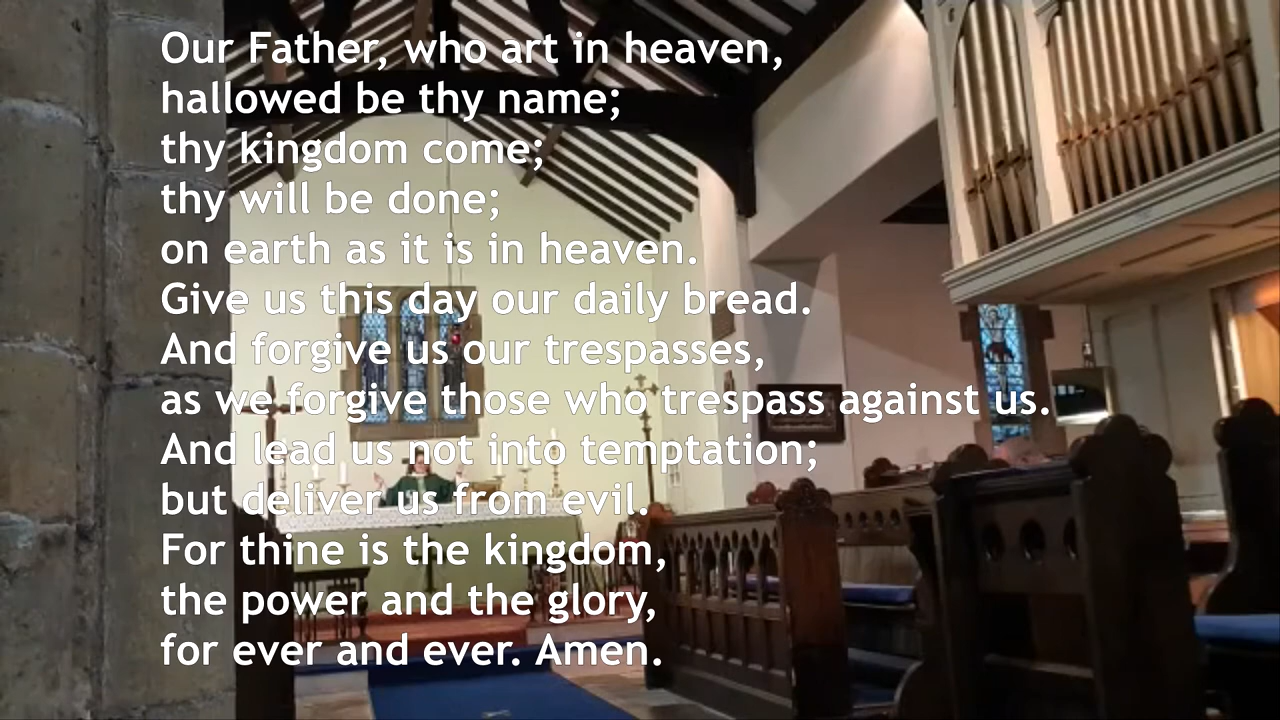 Our Father, who art in heaven,
hallowed be thy name;
thy kingdom come;
thy will be done;
on earth as it is in heaven.
Give us this day our daily bread.
And forgive us our trespasses,
as we forgive those who trespass against us.
And lead us not into temptation;
but deliver us from evil.
For thine is the kingdom,
the power and the glory,
for ever and ever. Amen.